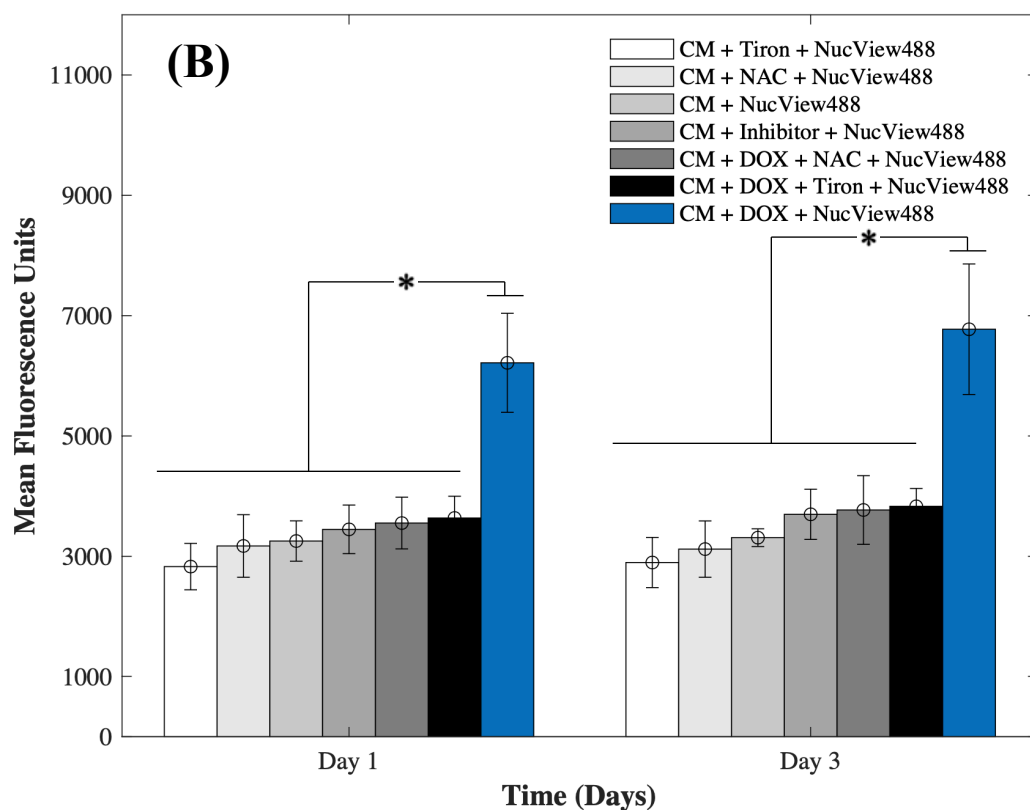 (B)
CM + Tiron + NucView488
CM + NAC + NucView488
CM + NucView488
CM + Inhibitor + NucView488
CM + DOX + NAC + NucView488
CM + DOX + Tiron + NucView488
CM + DOX + NucView488
Mean Fluorescence Units
11000
9000
7000
5000
3000
1000
0
*
*
Day 1
Day 3
Time (Days)